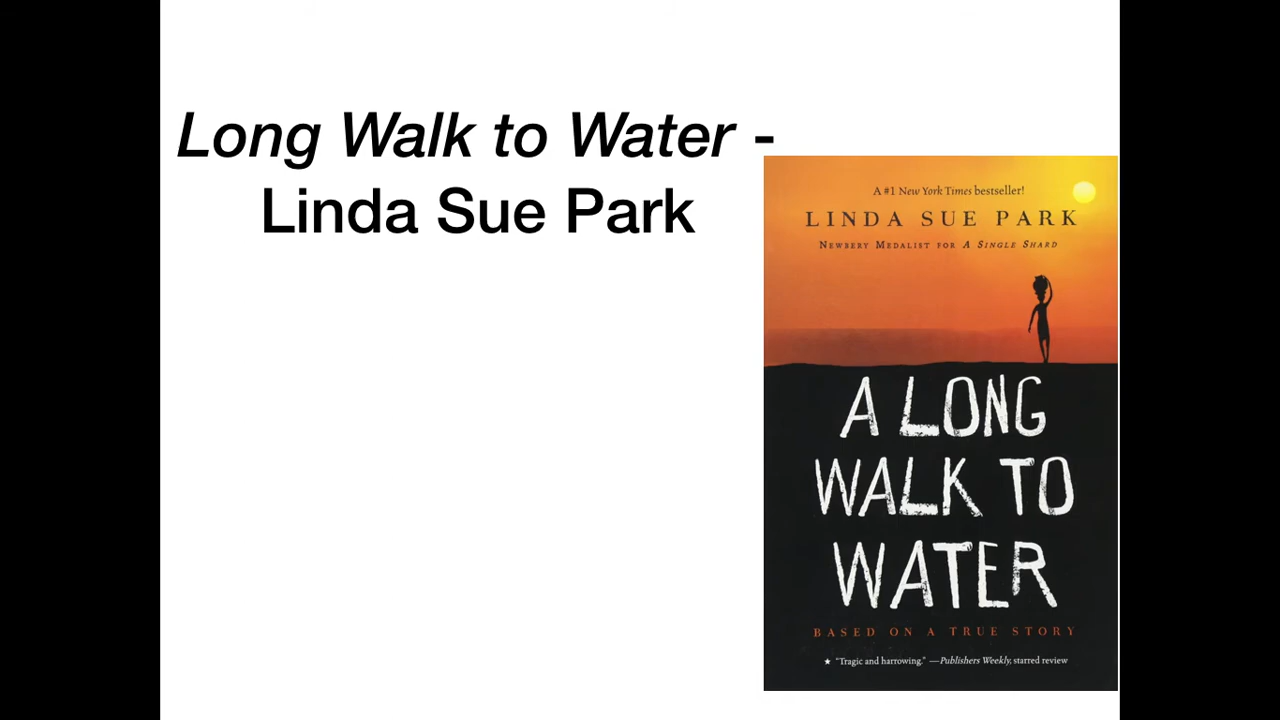 Long Walk to Water -
Linda Sue Park
A #1 New York Times bestseller!
LINDA SUE PARK
NEWBERY MEDALIST FOR A SINGLE SHARD
A LONG
WALK TO
WATER
BASED ON A TRUE STORY
★ "Tragic and harrowing." —Publishers Weekly, starred review